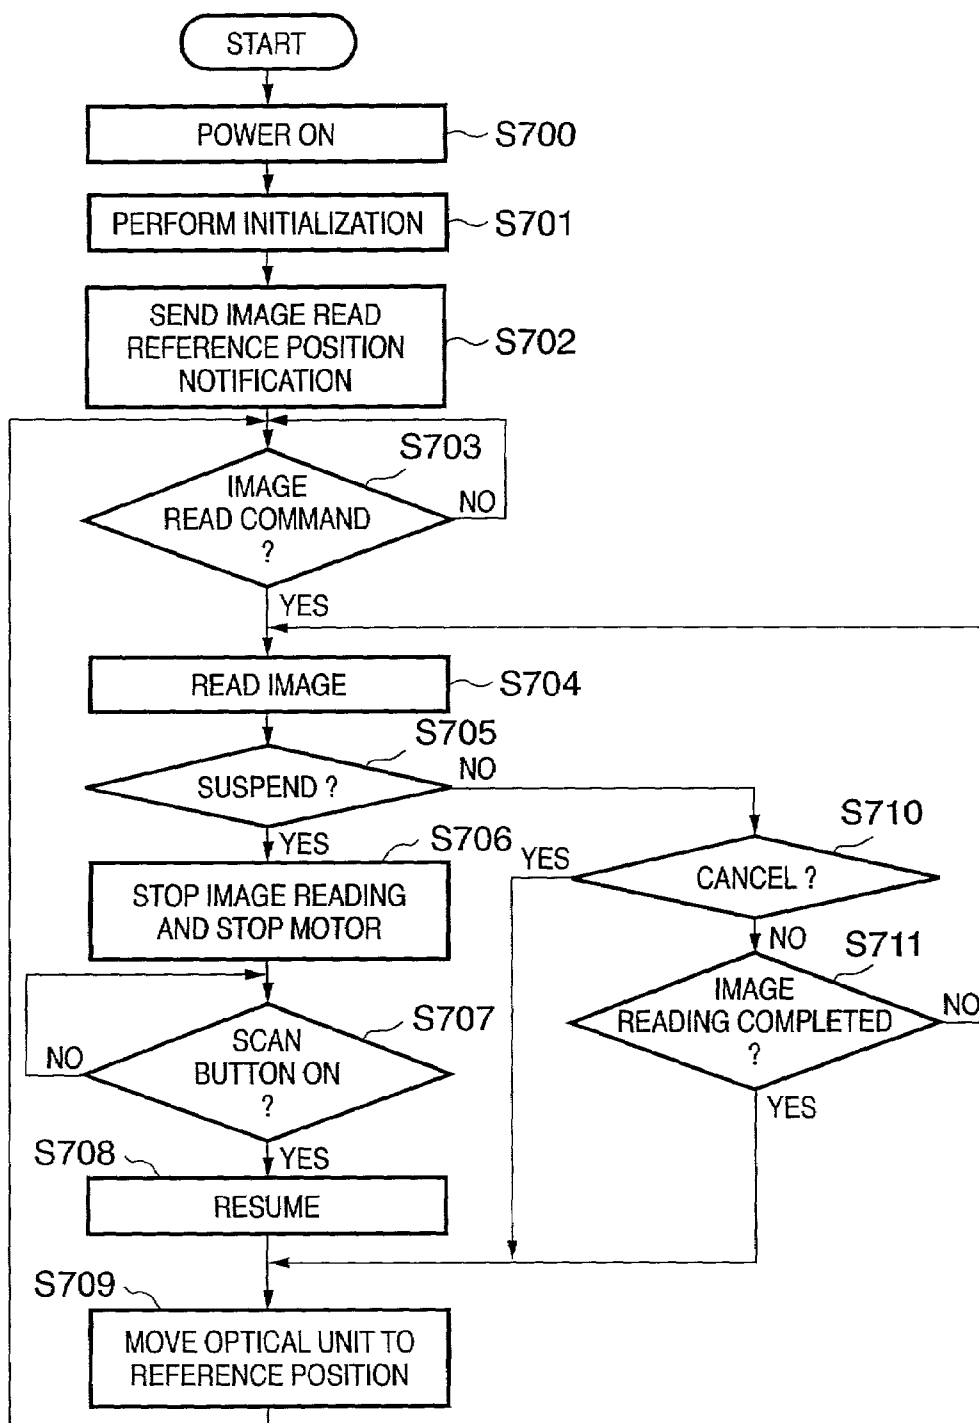 START
POWER ON
S700
PERFORM INITIALIZATION
S701
SEND IMAGE READ
REFERENCE POSITION
NOTIFICATION
S702
S703
IMAGE
READ COMMAND
?
NO
YES
READ IMAGE
S704
S705
SUSPEND ?
NO
YES
S706
STOP IMAGE READING
AND STOP MOTOR
S710
CANCEL ?
YES
NO
S711
IMAGE
READING COMPLETED
?
NO
YES
S707
SCAN
BUTTON ON
?
NO
YES
S708
RESUME
S709
MOVE OPTICAL UNIT TO
REFERENCE POSITION